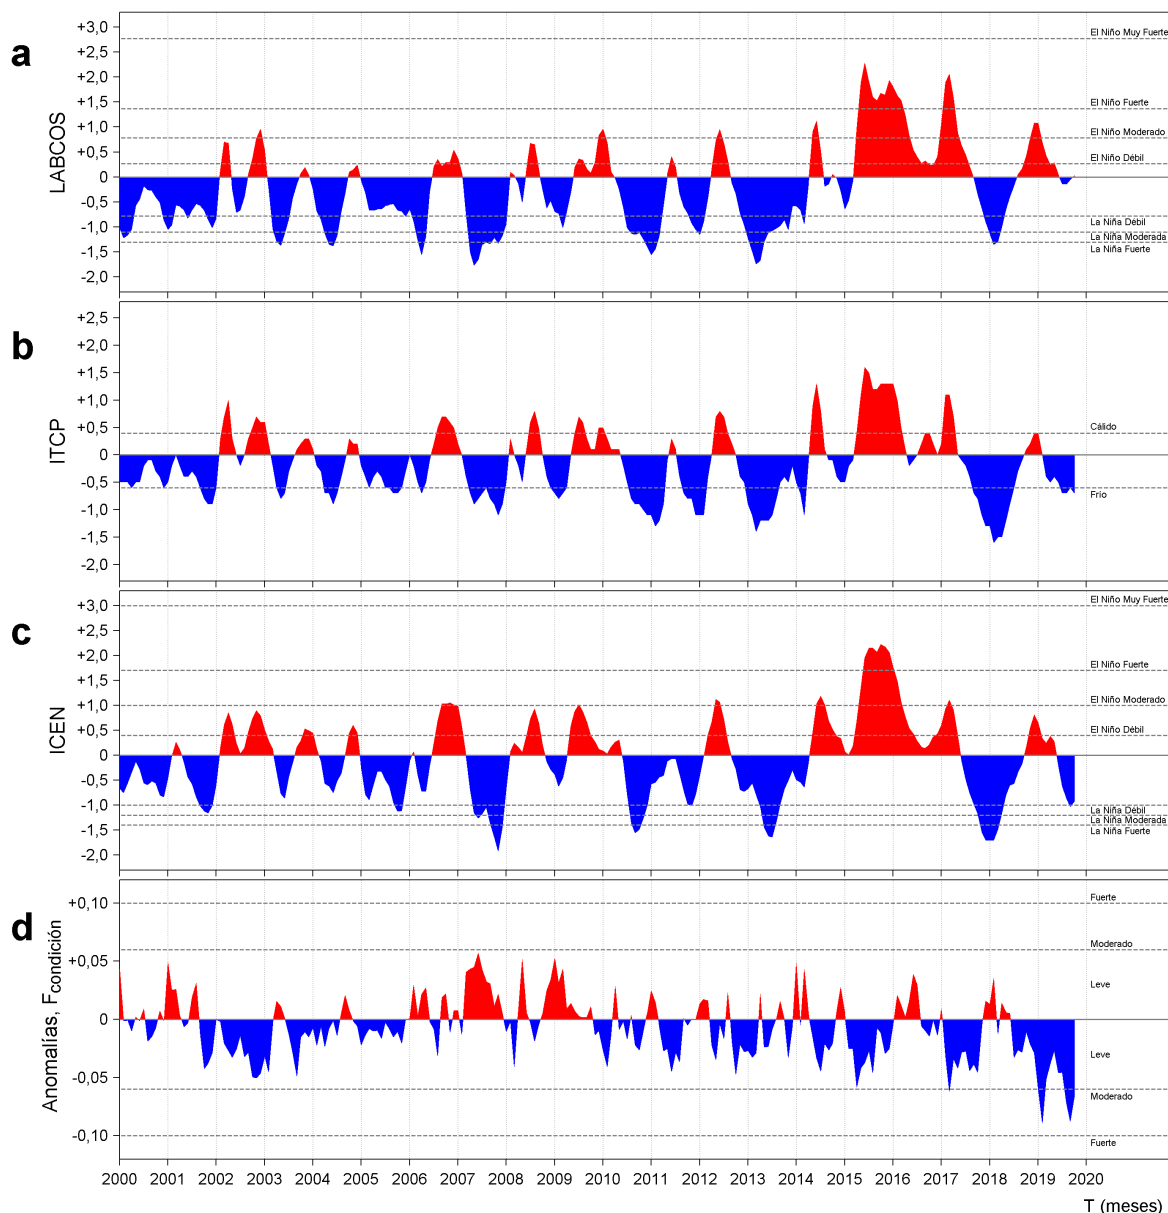 a
LABCOS
+3,0
+2,5
+2,0
+1,5
+1,0
+0,5
0
-0,5
-1,0
-1,5
-2,0
El Niño Muy Fuerte
El Niño Fuerte
El Niño Moderado
El Niño Débil
La Niña Débil
La Niña Moderada
La Niña Fuerte
b
ITCP
+2,5
+2,0
+1,5
+1,0
+0,5
0
-0,5
-1,0
-1,5
-2,0
Cálido
Frio
c
ICEN
+3,0
+2,5
+2,0
+1,5
+1,0
+0,5
0
-0,5
-1,0
-1,5
-2,0
El Niño Muy Fuerte
El Niño Fuerte
El Niño Moderado
El Niño Débil
La Niña Débil
La Niña Moderada
La Niña Fuerte
d
Anomalías, Fcondición
+0,10
+0,05
0
-0,05
-0,10
Fuerte
Moderado
Leve
Leve
Moderado
Fuerte
2000 2001 2002 2003 2004 2005 2006 2007 2008 2009 2010 2011 2012 2013 2014 2015 2016 2017 2018 2019 2020
T (meses)